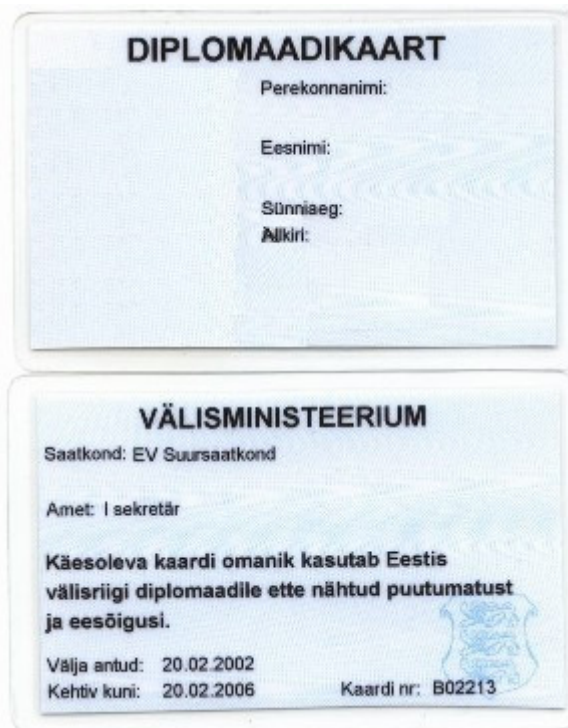 DIPLOMAADIKAART
Perekonnanimi:
Eesnimi:
Sünniaeg:
Allkiri:
VÄLISMINISTEERIUM
Saatkond: EV Suursaatkond
Amet: I sekretär
Käesoleva kaardi omanik kasutab Eestis
välisriigi diplomaadile ette nähtud puutumatust
ja eesõigusi.
Välja antud: 20.02.2002
Kehtiv kuni: 20.02.2006 Kaardi nr: B02213